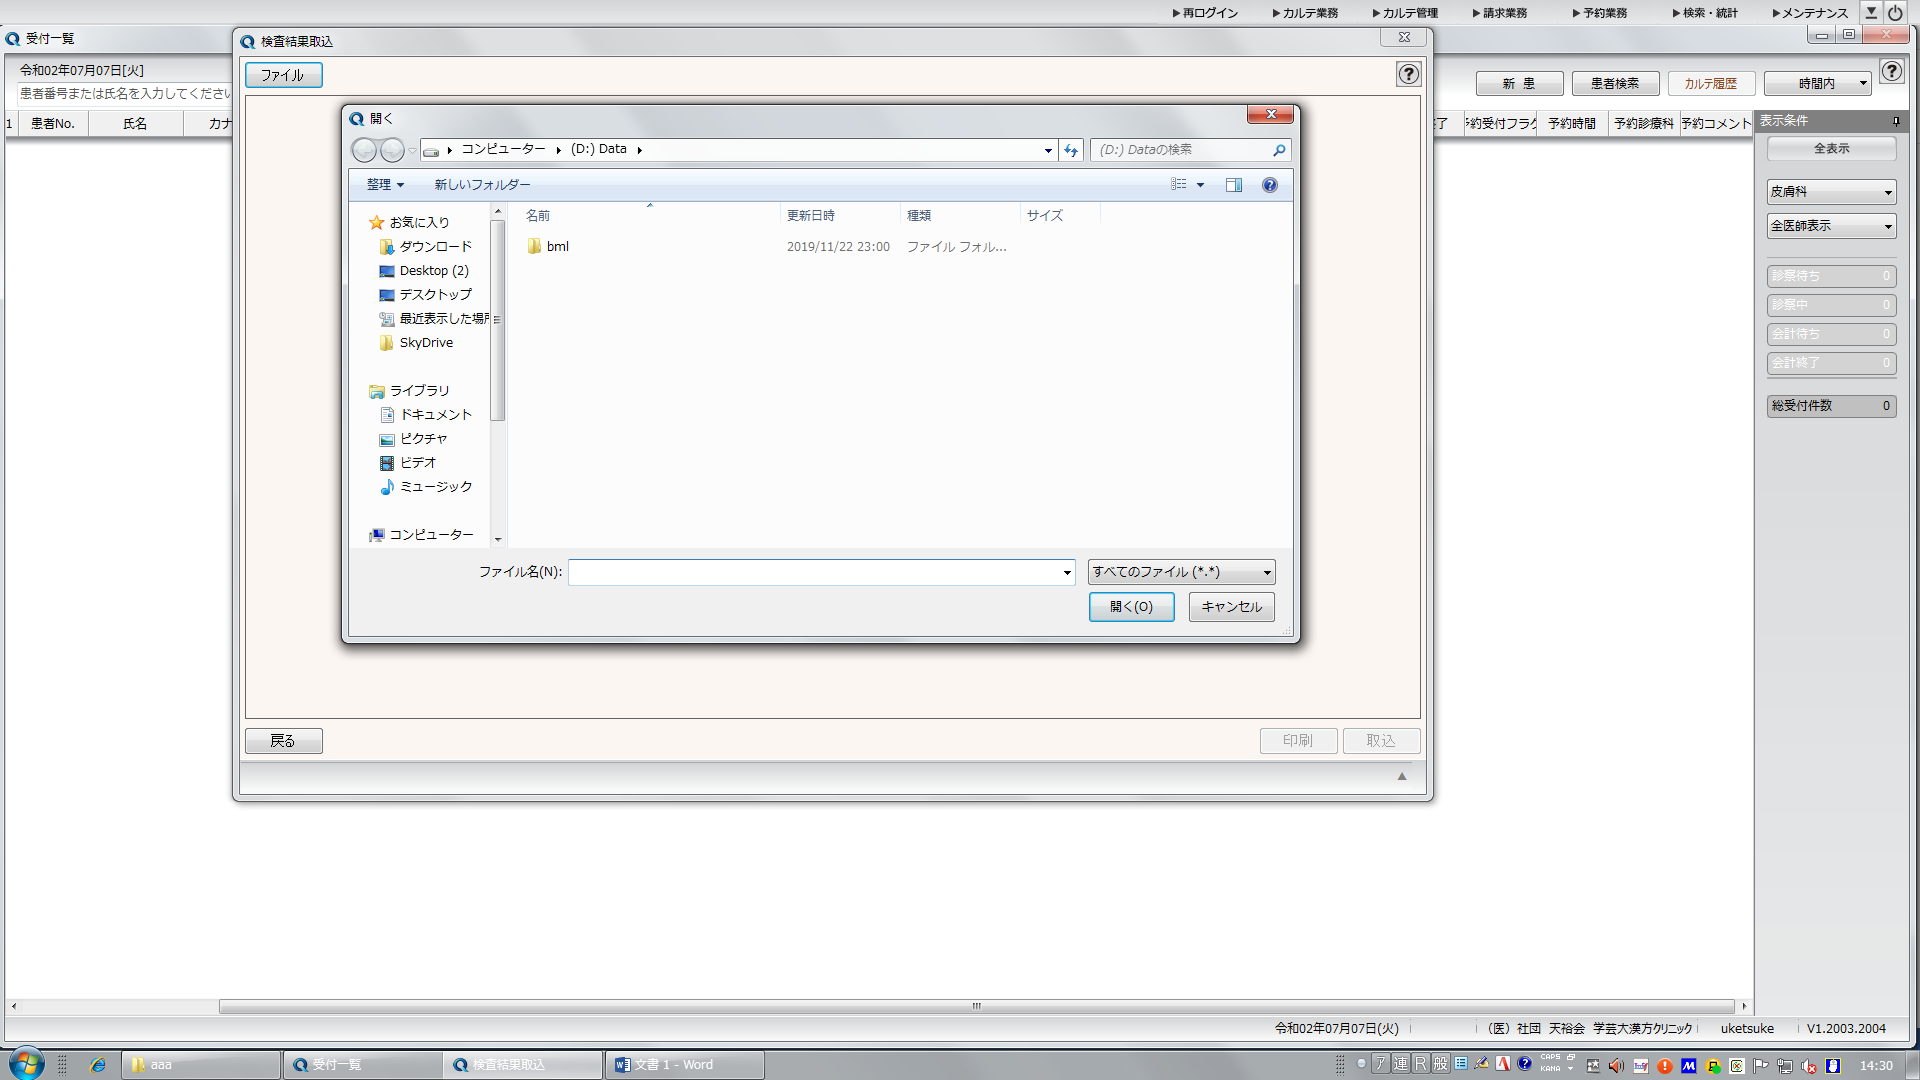 ▶再ログイン ▶カルテ業務 ▶カルテ管理 ▶請求業務 ▶予約業務 ▶検索・統計 ▶メンテナンス
受付一覧
検査結果取込
令和02年07月07日[火]
ファイル
新 患 患者検索 カルテ履歴 時間内
患者番号または氏名を入力してください
1 患者No. 氏名 カナ
予約受付フラグ 予約時間 予約診療科 予約コメント
表示条件
全表示
皮膚科
全医師表示
診察待ち 0
診察中 0
会計待ち 0
会計終了 0
総受付件数 0
開く
コンピューター ▶ (D:) Data ▶
(D:) Dataの検索
整理 新しいフォルダー
お気に入り
ダウンロード
Desktop (2)
デスクトップ
最近表示した場所
SkyDrive
ライブラリ
ドキュメント
ピクチャ
ビデオ
ミュージック
コンピューター
名前 更新日時 種類 サイズ
bml 2019/11/22 23:00 ファイル フォル...
ファイル名(N): すべてのファイル (*.*)
開く(O) キャンセル
戻る 印刷 取込
令和02年07月07日(火) (医) 社団 天裕会 学芸大漢方クリニック uketsuke V1.2003.2004
aaa 受付一覧 検査結果取込 文書 1 - Word
ア 連 R 般 CAPS KANA 14:30